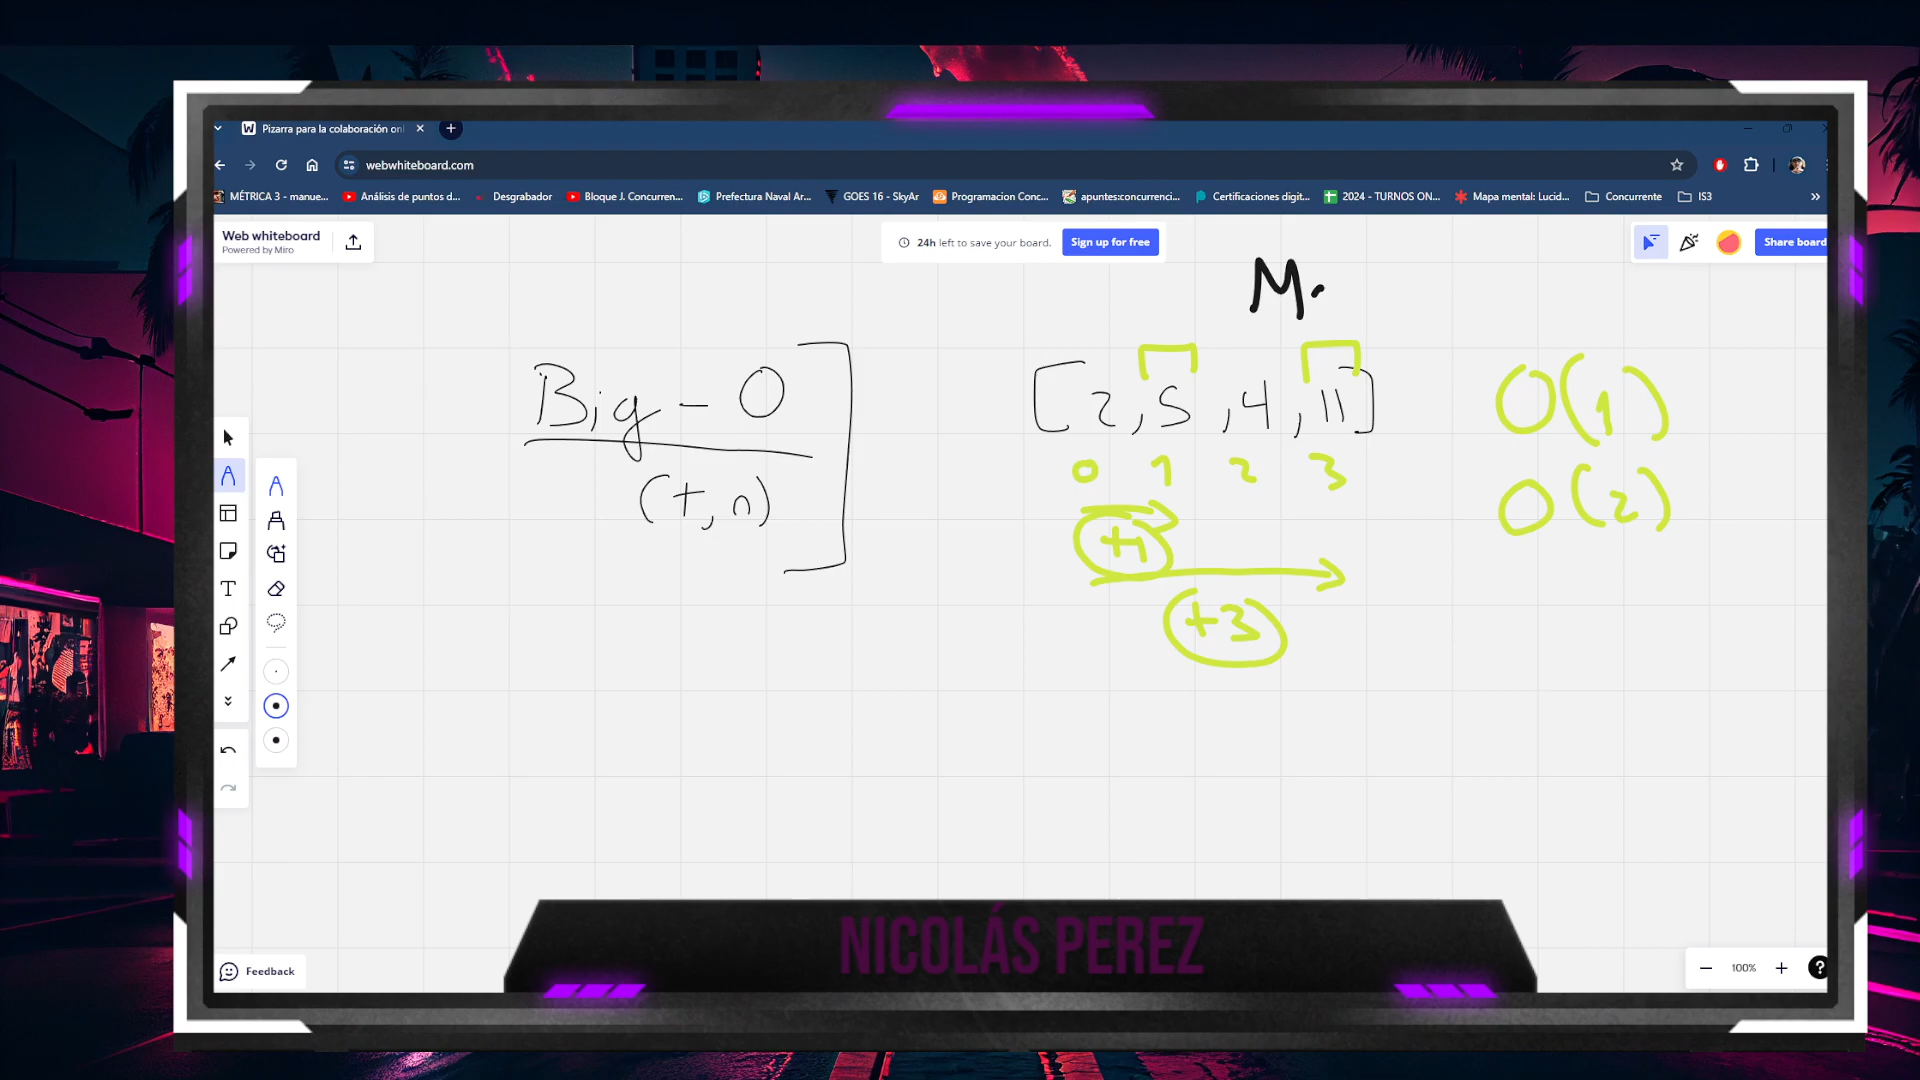 Pizarra para la colaboración onl
webwhiteboard.com
MÉTRICA 3 - manue...
Análisis de puntos d...
Desgrabador
Bloque J. Concurren...
Prefectura Naval Ar...
GOES 16 - SkyAr
Programacion Conc...
apuntes:concurrenci...
Certificaciones digit...
2024 - TURNOS ON...
Mapa mental: Lucid...
Concurrente
IS3
»
Web whiteboard
Powered by Miro
24h left to save your board.
Sign up for free
Share board
M.
Big - O
(t, n)
[2, 5, 4, 11]
0 1 2 3
+1
+3
O(1)
O(2)
NICOLÁS PEREZ
Feedback
- 100% + ?